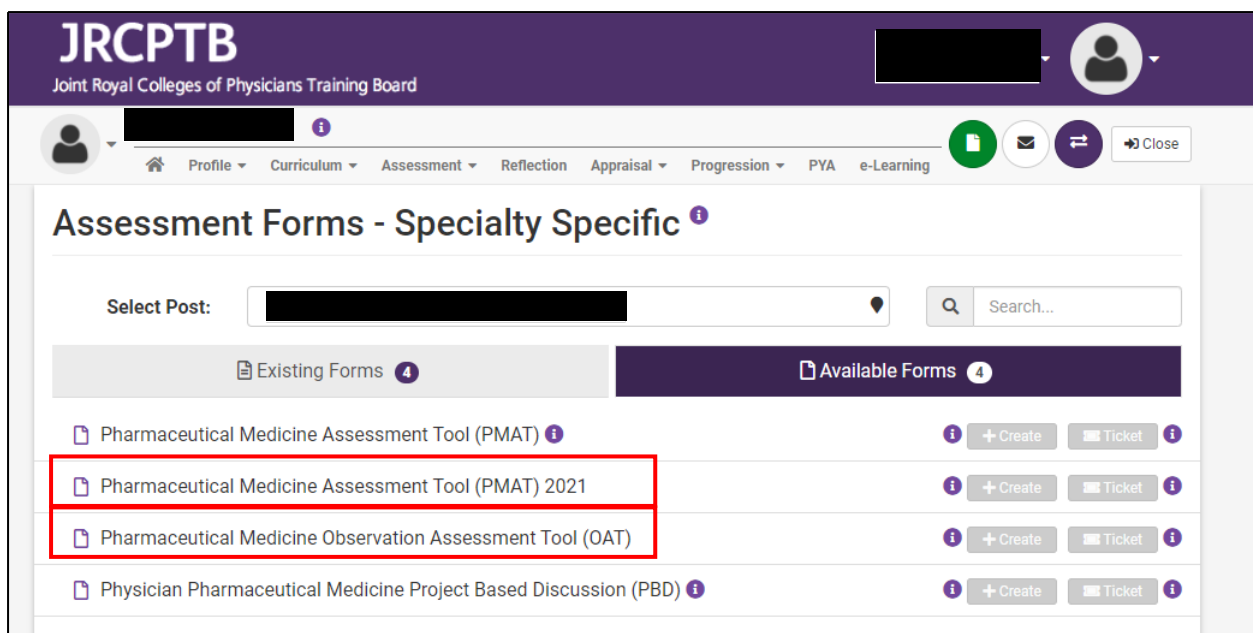 JRCPTB
Joint Royal Colleges of Physicians Training Board
Profile Curriculum Assessment Reflection Appraisal Progression PYA e-Learning Close
Assessment Forms - Specialty Specific
Select Post: Search...
Existing Forms 4 Available Forms 4
Pharmaceutical Medicine Assessment Tool (PMAT) + Create Ticket
Pharmaceutical Medicine Assessment Tool (PMAT) 2021 + Create Ticket
Pharmaceutical Medicine Observation Assessment Tool (OAT) + Create Ticket
Physician Pharmaceutical Medicine Project Based Discussion (PBD) + Create Ticket